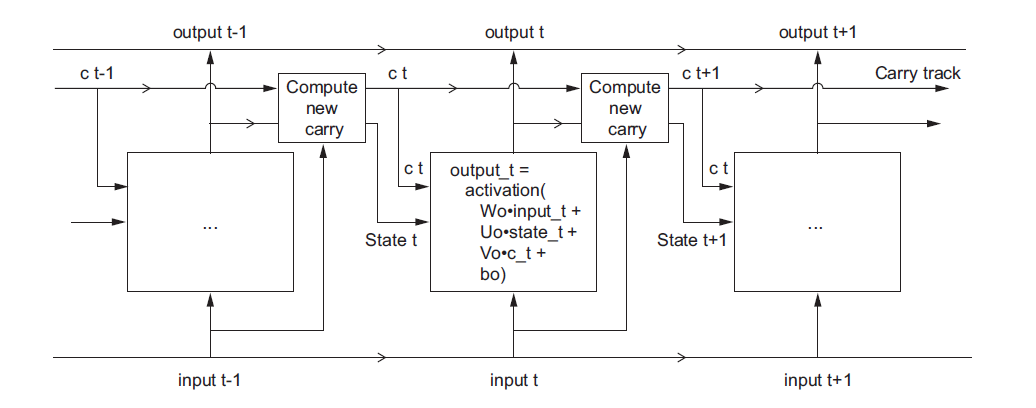 output t-1
output t
output t+1
c t-1
c t
c t+1
Carry track
Compute
new
carry
Compute
new
carry
c t
c t
...
output_t =
activation(
Wo•input_t +
Uo•state_t +
Vo•c_t +
bo)
...
State t
State t+1
input t-1
input t
input t+1